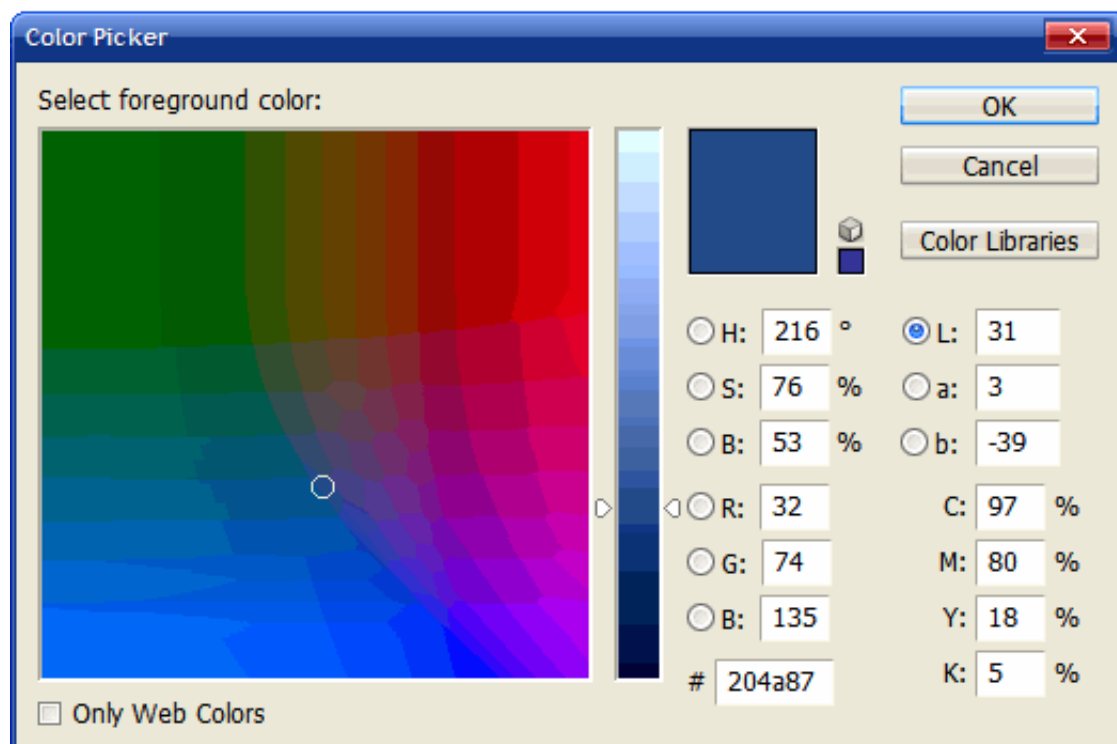 Color Picker
Select foreground color:
OK
Cancel
Color Libraries
H: 216 °
S: 76 %
B: 53 %
R: 32
G: 74
B: 135
# 204a87
L: 31
a: 3
b: -39
C: 97 %
M: 80 %
Y: 18 %
K: 5 %
Only Web Colors